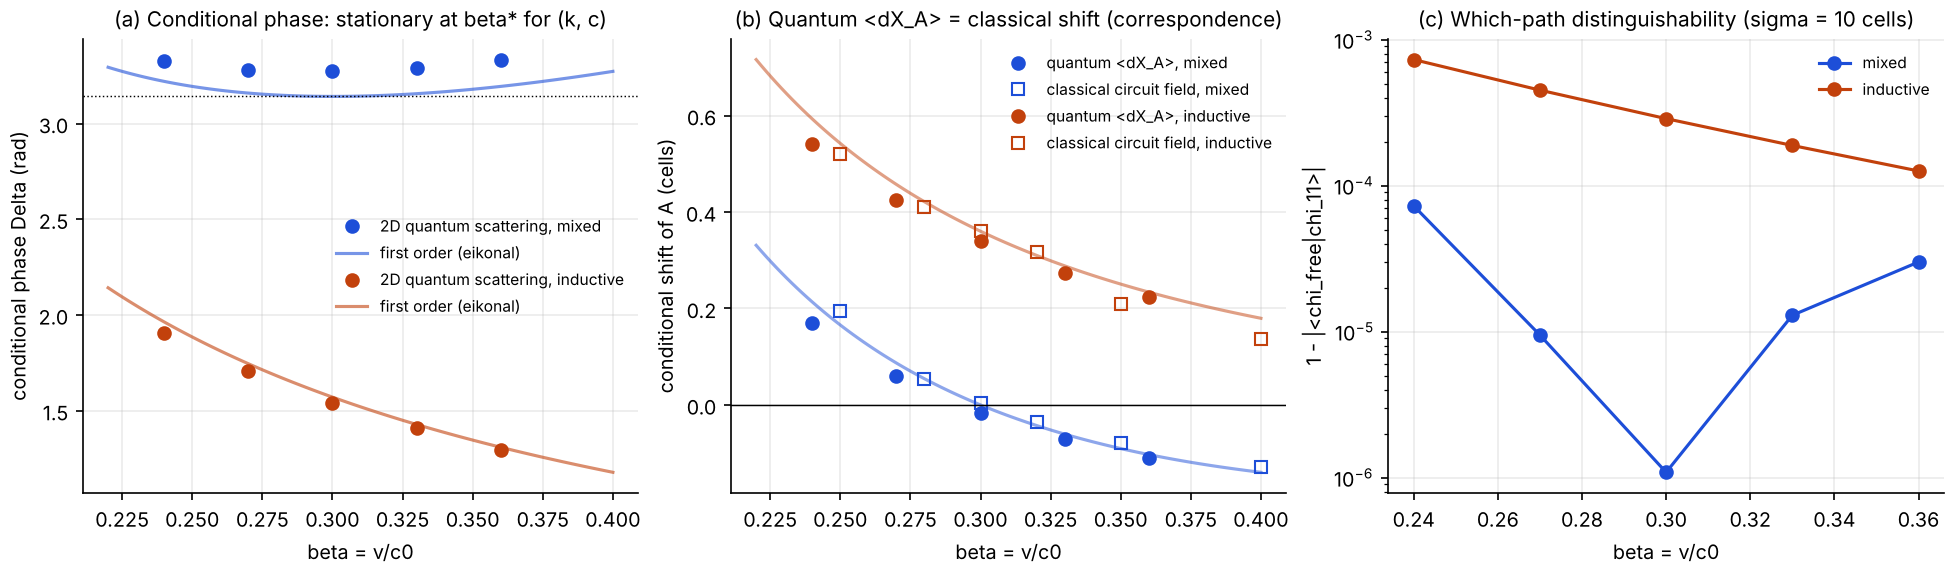 (a) Conditional phase: stationary at beta* for (k, c)
conditional phase Delta (rad)
3.0
2.5
2.0
1.5
2D quantum scattering, mixed
first order (eikonal)
2D quantum scattering, inductive
first order (eikonal)
0.225 0.250 0.275 0.300 0.325 0.350 0.375 0.400
beta = v/c0
(b) Quantum <dX_A> = classical shift (correspondence)
conditional shift of A (cells)
0.6
0.4
0.2
0.0
quantum <dX_A>, mixed
classical circuit field, mixed
quantum <dX_A>, inductive
classical circuit field, inductive
0.225 0.250 0.275 0.300 0.325 0.350 0.375 0.400
beta = v/c0
(c) Which-path distinguishability (sigma = 10 cells)
1 - |<chi_free|chi_11>|
10⁻³
10⁻⁴
10⁻⁵
10⁻⁶
mixed
inductive
0.24 0.26 0.28 0.30 0.32 0.34 0.36
beta = v/c0